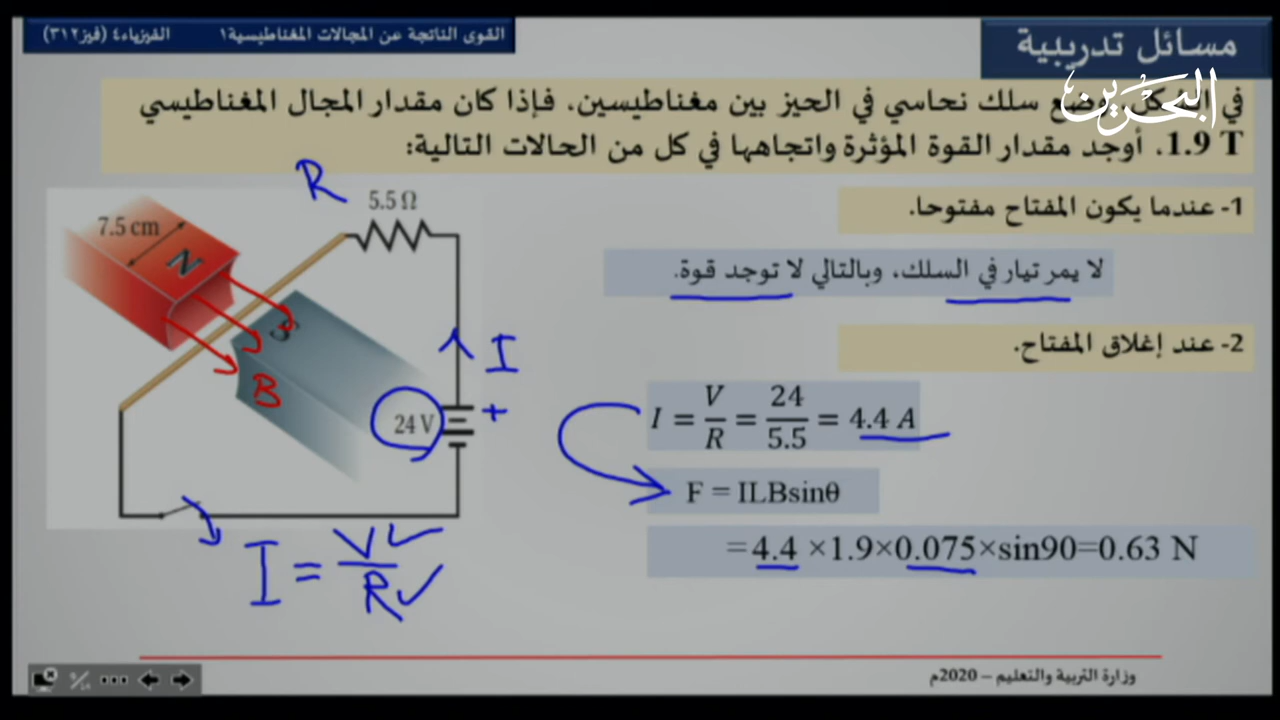 القوى الناتجة عن المجالات المغناطيسية١
الفيزياء٤ (فيز٣١٢)
مسائل تدريبية
البحرين
في وضع سلك نحاسي في الحيز بين مغناطيسين، فإذا كان مقدار المجال المغناطيسي
1.9 T. أوجد مقدار القوة المؤثرة واتجاهها في كل من الحالات التالية:
1- عندما يكون المفتاح مفتوحا.
لا يمر تيار في السلك، وبالتالي لا توجد قوة.
2- عند إغلاق المفتاح.
I = V/R = 24/5.5 = 4.4 A
F = ILBsinθ
= 4.4 ×1.9×0.075×sin90=0.63 N
R
5.5 Ω
7.5 cm
N
S
B
I
24 V
+
I = V/R
وزارة التربية والتعليم – 2020م